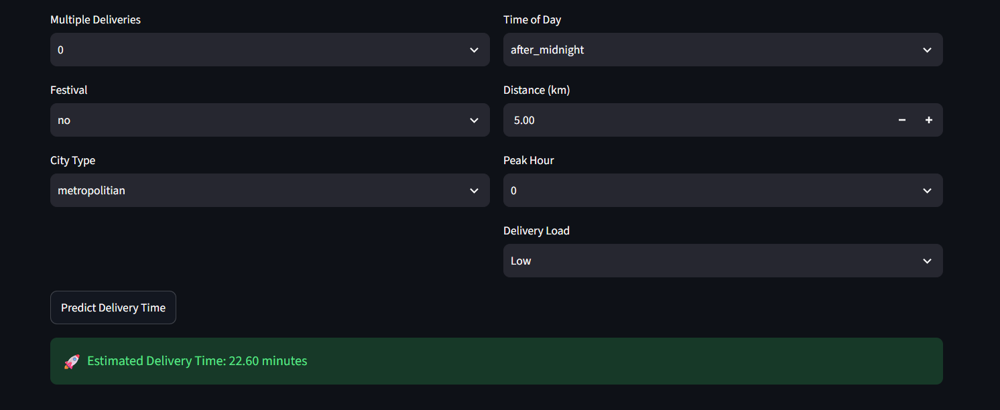 Multiple Deliveries
0
Time of Day
after_midnight
Festival
no
Distance (km)
5.00
City Type
metropolitian
Peak Hour
0
Delivery Load
Low
Predict Delivery Time
🚀 Estimated Delivery Time: 22.60 minutes